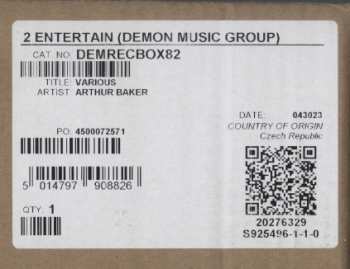 2 ENTERTAIN (DEMON MUSIC GROUP)
CAT NO: DEMRECBOX82
TITLE: VARIOUS
ARTIST: ARTHUR BAKER
DATE: 043023
COUNTRY OF ORIGIN
Czech Republic
PO: 4500072571
5 014797 908826
QTY: 1
20276329
S925496-1-1-0